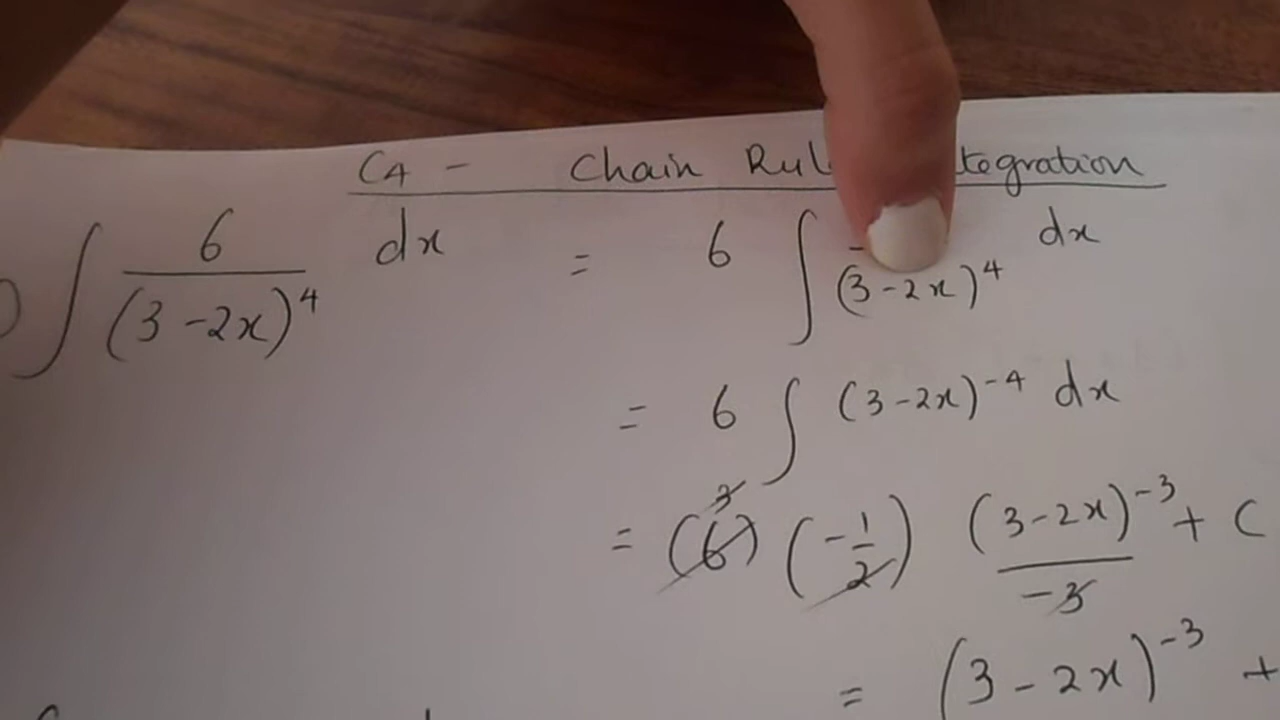 C4 - Chain Rul tegration
) ∫ 6/(3-2x)^4 dx = 6 ∫ /(3-2x)^4 dx
= 6 ∫ (3-2x)^-4 dx
3
= (6) (-1/2) (3-2x)^-3/-3 + C
= (3-2x)^-3 +